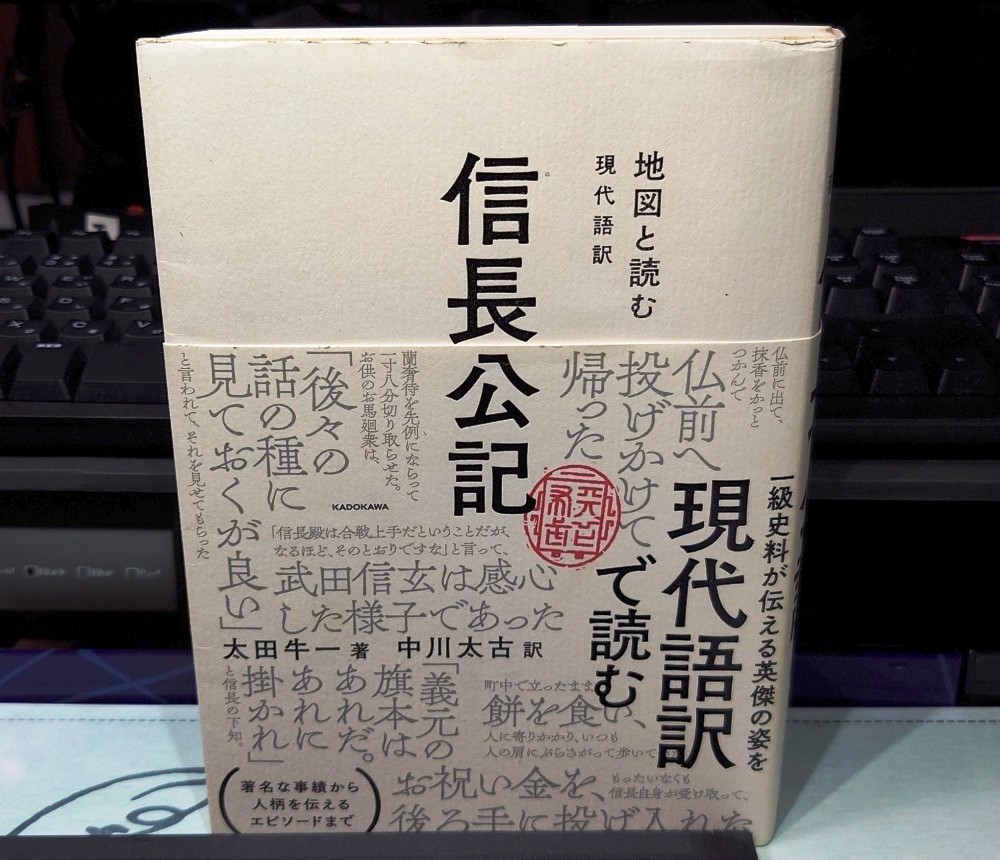 地図と読む
現代語訳
信長公記
KADOKAWA
仏前に出て、
抹香をかっと
つかんで
仏前へ
投げかけて
帰った
蘭奢待を先例にならって
一寸八分切り取らせた。
お供のお馬廻衆は、
「後々の
話の種に
見ておくが良い」
と言われて、それを見せてもらった
一級史料が伝える英傑の姿を
現代語訳
で読む
「信長殿は合戦上手だということだが、
なるほど、そのとおりですな」と言って、
武田信玄は感心
した様子であった
太田牛一 著 中川太古 訳
「義元の
旗本は
あれだ。
あれに
掛かれ」
と信長の下知。
町中で立ったまま
餅を食い、
人に寄りかかり、いつも
人の肩にぶらさがって歩いて
お祝い金を、
もったいなくも
信長自身が受け取って、
後ろ手に投げ入れな
著名な事績から
人柄を伝える
エピソードまで